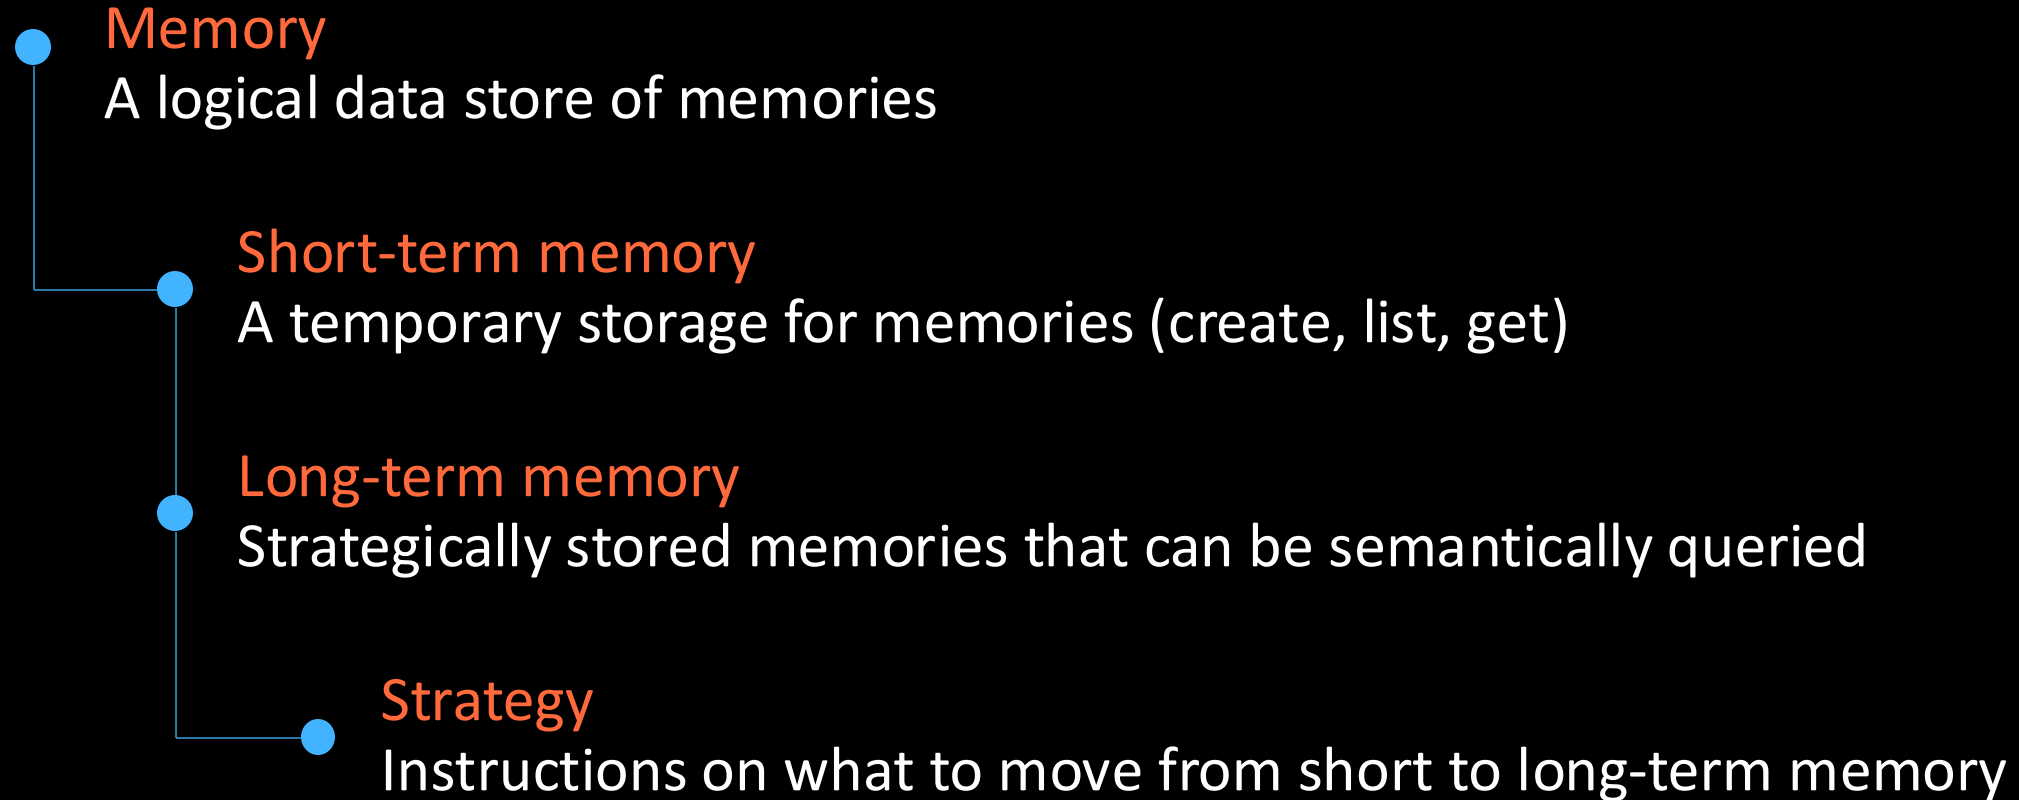 Memory
A logical data store of memories
Short-term memory
A temporary storage for memories (create, list, get)
Long-term memory
Strategically stored memories that can be semantically queried
Strategy
Instructions on what to move from short to long-term memory